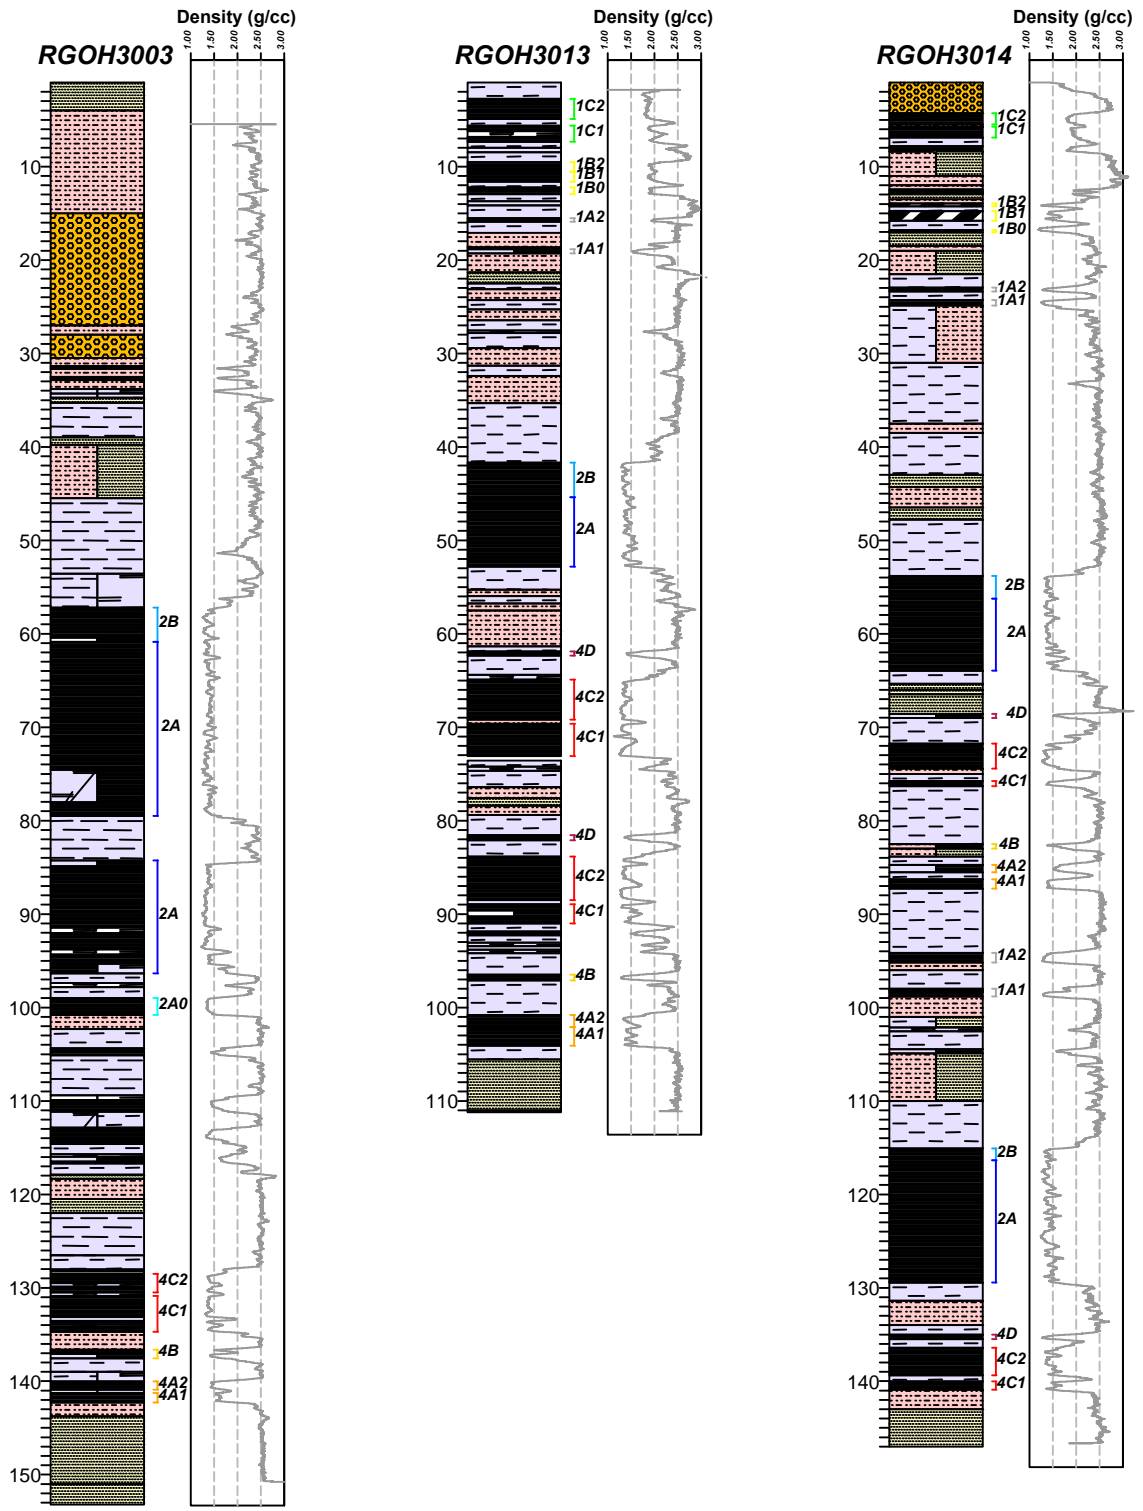 Density (g/cc)
1.00 1.50 2.00 2.50 3.00
RGOH3003
10
20
30
40
50
60
70
80
90
100
110
120
130
140
150
2B
2A
2A
2A0
4C2
4C1
4B
4A2
4A1
Density (g/cc)
1.00 1.50 2.00 2.50 3.00
RGOH3013
10
20
30
40
50
60
70
80
90
100
110
1C2
1C1
1B2
1B1
1B0
1A2
1A1
2B
2A
4D
4C2
4C1
4D
4C2
4C1
4B
4A2
4A1
Density (g/cc)
1.00 1.50 2.00 2.50 3.00
RGOH3014
10
20
30
40
50
60
70
80
90
100
110
120
130
140
1C2
1C1
1B2
1B1
1B0
1A2
1A1
2B
2A
4D
4C2
4C1
4B
4A2
4A1
1A2
1A1
2B
2A
4D
4C2
4C1